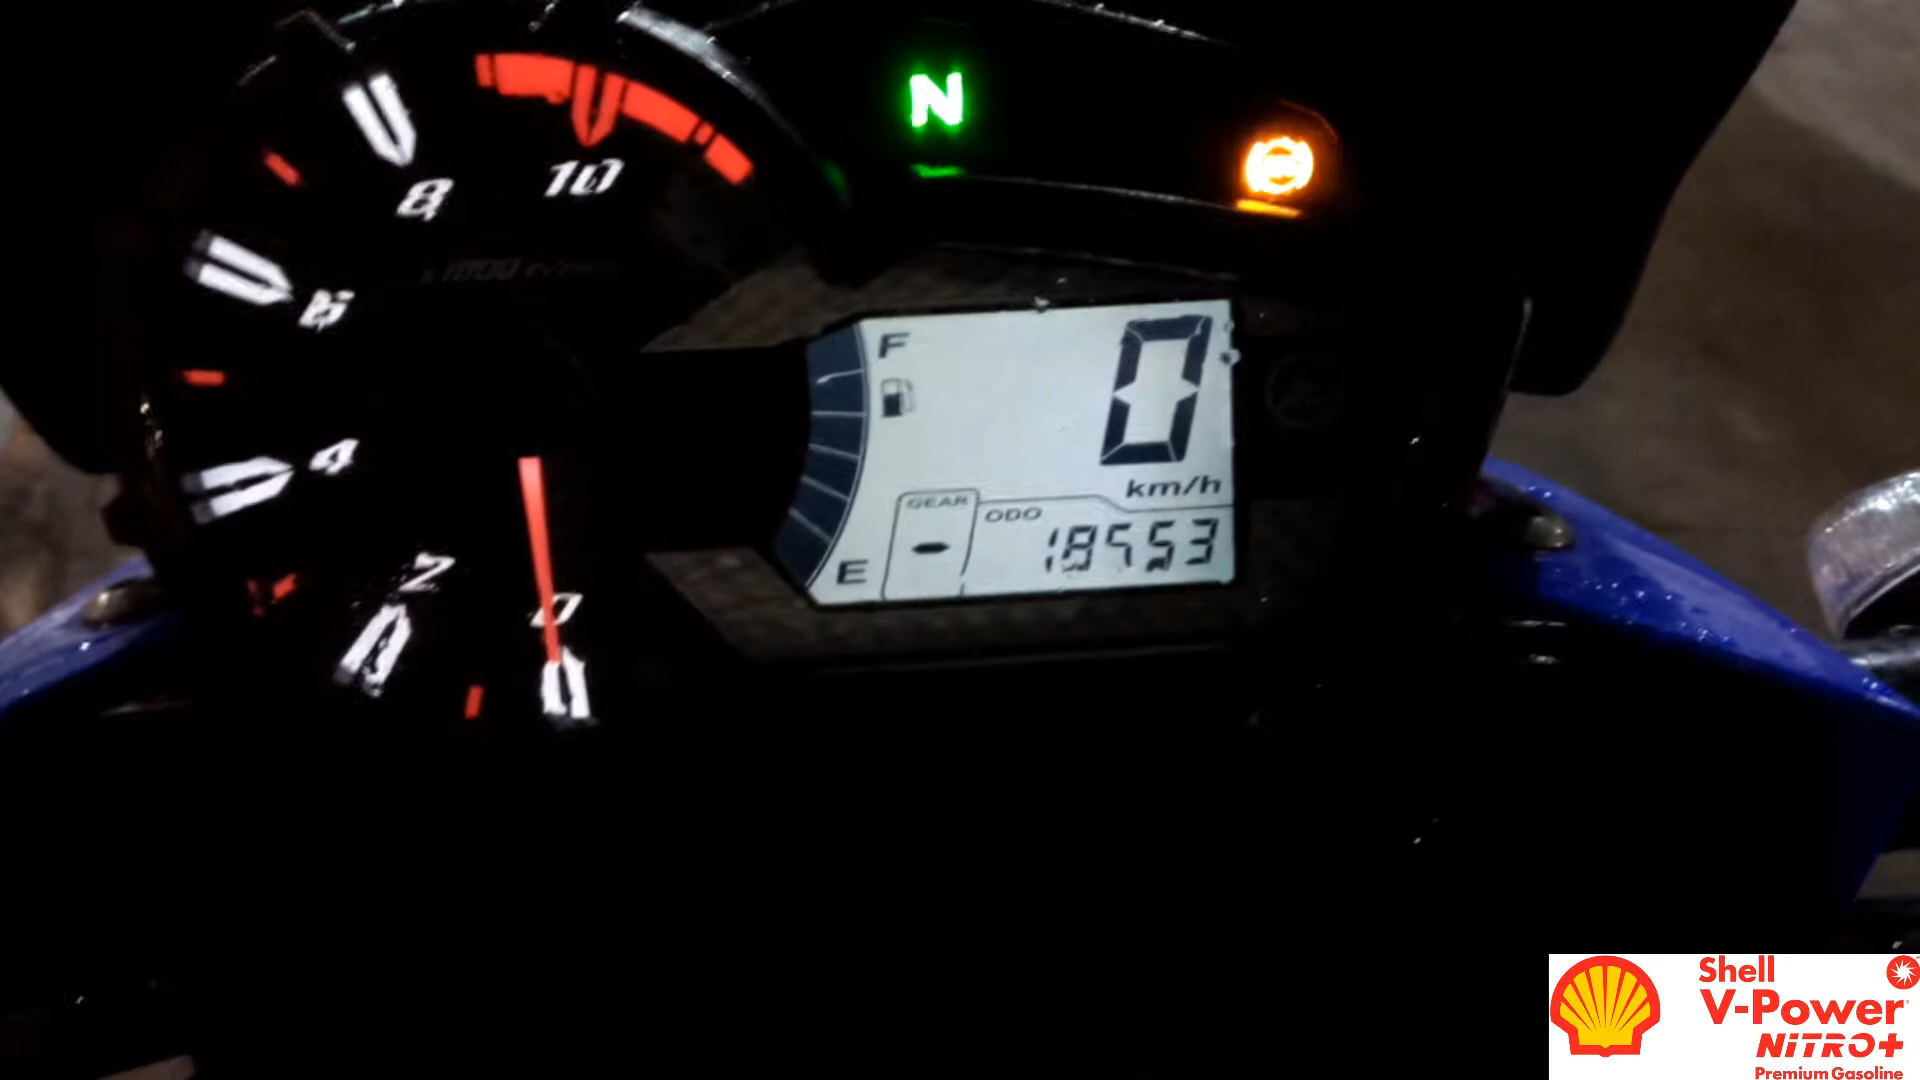 N
8
10
6
4
2
0
F
0
km/h
GEAR
ODO
-
18553
E
Shell
V-Power
NiTRO+
Premium Gasoline